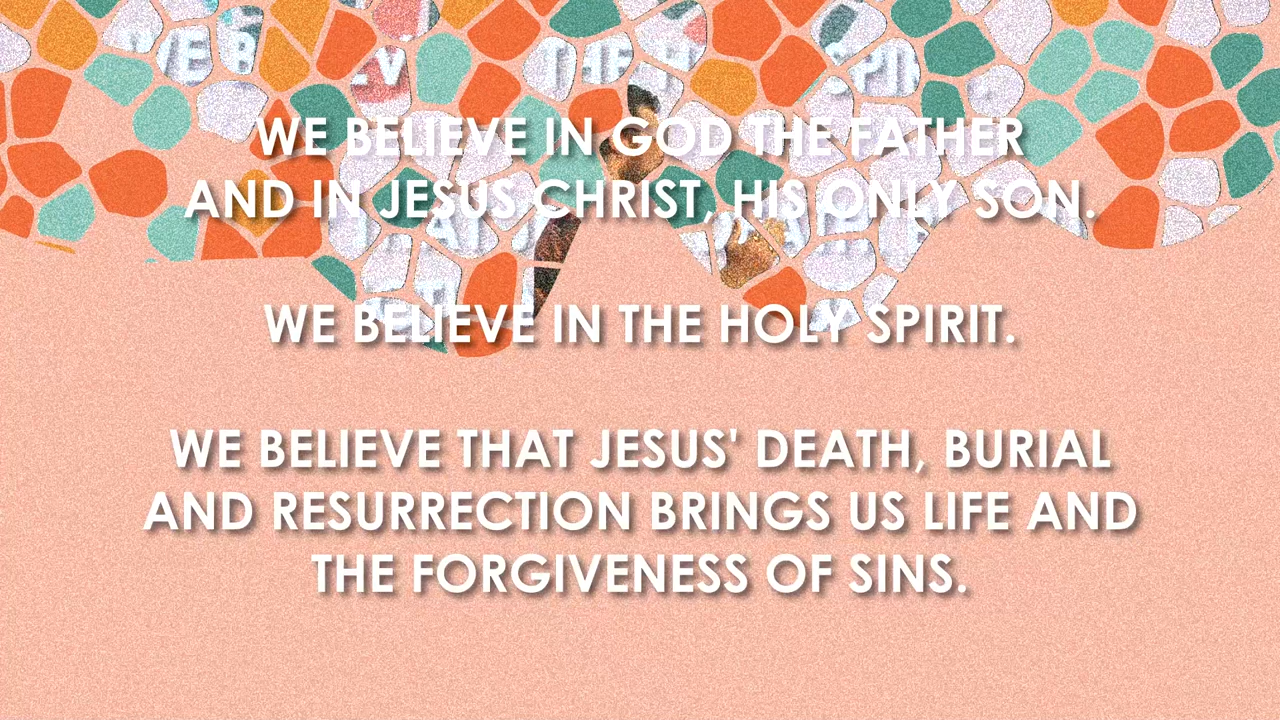 WE BELIEVE IN GOD THE FATHER
AND IN JESUS CHRIST, HIS ONLY SON.
WE BELIEVE IN THE HOLY SPIRIT.
WE BELIEVE THAT JESUS' DEATH, BURIAL
AND RESURRECTION BRINGS US LIFE AND
THE FORGIVENESS OF SINS.